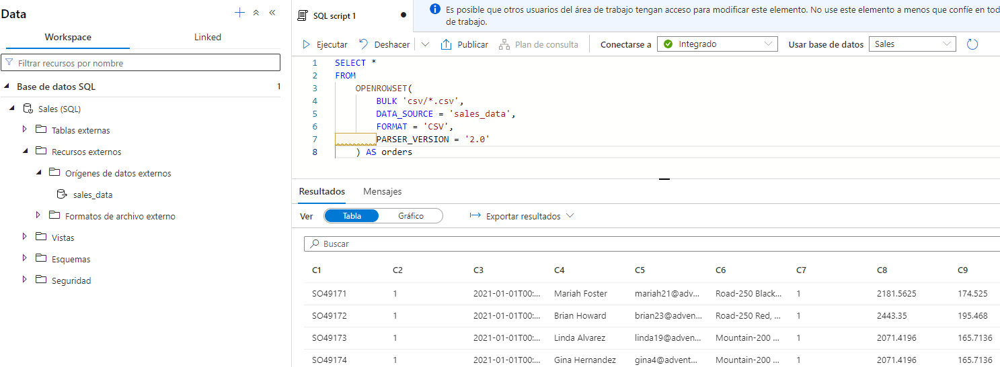 Data
Workspace
Linked
Filtrar recursos por nombre
Base de datos SQL
1
Sales (SQL)
Tablas externas
Recursos externos
Orígenes de datos externos
sales_data
Formatos de archivo externo
Vistas
Esquemas
Seguridad
SQL script 1
Es posible que otros usuarios del área de trabajo tengan acceso para modificar este elemento. No use este elemento a menos que confíe en tod
de trabajo.
Ejecutar Deshacer Publicar Plan de consulta Conectarse a Integrado Usar base de datos Sales
1 SELECT *
2 FROM
3 OPENROWSET(
4 BULK 'csv/*.csv',
5 DATA_SOURCE = 'sales_data',
6 FORMAT = 'CSV',
7 PARSER_VERSION = '2.0'
8 ) AS orders
Resultados Mensajes
Ver Tabla Gráfico Exportar resultados
Buscar
C1 C2 C3 C4 C5 C6 C7 C8 C9
SO49171 1 2021-01-01T00:... Mariah Foster mariah21@adv... Road-250 Black... 1 2181.5625 174.525
SO49172 1 2021-01-01T00:... Brian Howard brian23@adven... Road-250 Red, ... 1 2443.35 195.468
SO49173 1 2021-01-01T00:... Linda Alvarez linda19@adven... Mountain-200 ... 1 2071.4196 165.7136
SO49174 1 2021-01-01T00:... Gina Hernandez gina4@advent... Mountain-200 ... 1 2071.4196 165.7136